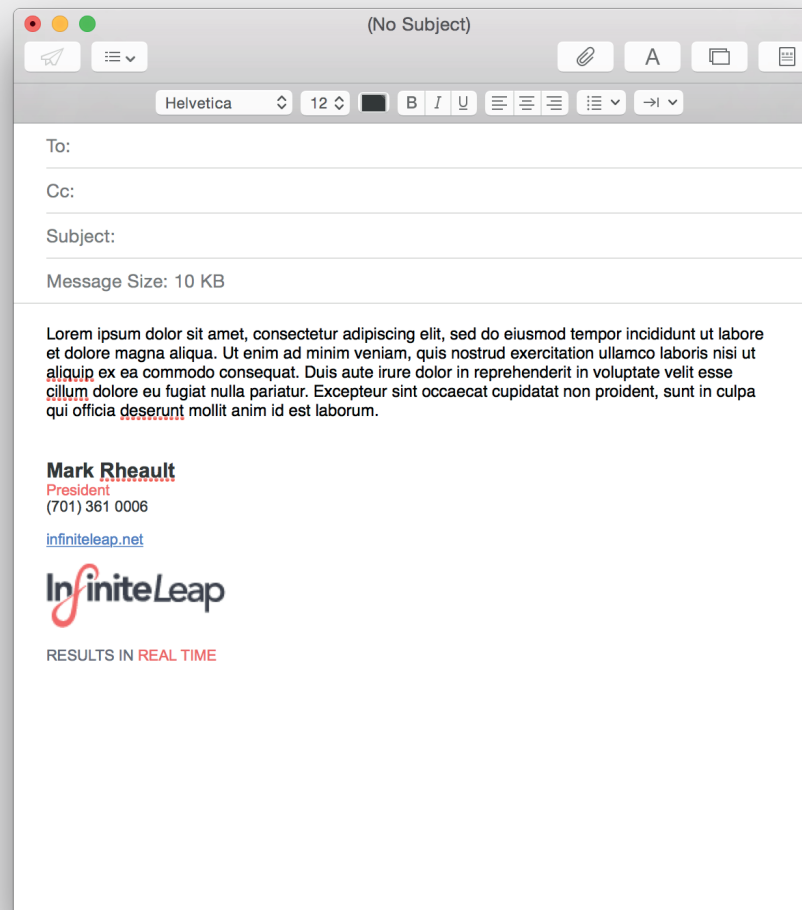 (No Subject)
A
Helvetica 12 B I U
To:
Cc:
Subject:
Message Size: 10 KB
Lorem ipsum dolor sit amet, consectetur adipiscing elit, sed do eiusmod tempor incididunt ut labore
et dolore magna aliqua. Ut enim ad minim veniam, quis nostrud exercitation ullamco laboris nisi ut
aliquip ex ea commodo consequat. Duis aute irure dolor in reprehenderit in voluptate velit esse
cillum dolore eu fugiat nulla pariatur. Excepteur sint occaecat cupidatat non proident, sunt in culpa
qui officia deserunt mollit anim id est laborum.
Mark Rheault
President
(701) 361 0006
infiniteleap.net
InfiniteLeap
RESULTS IN REAL TIME